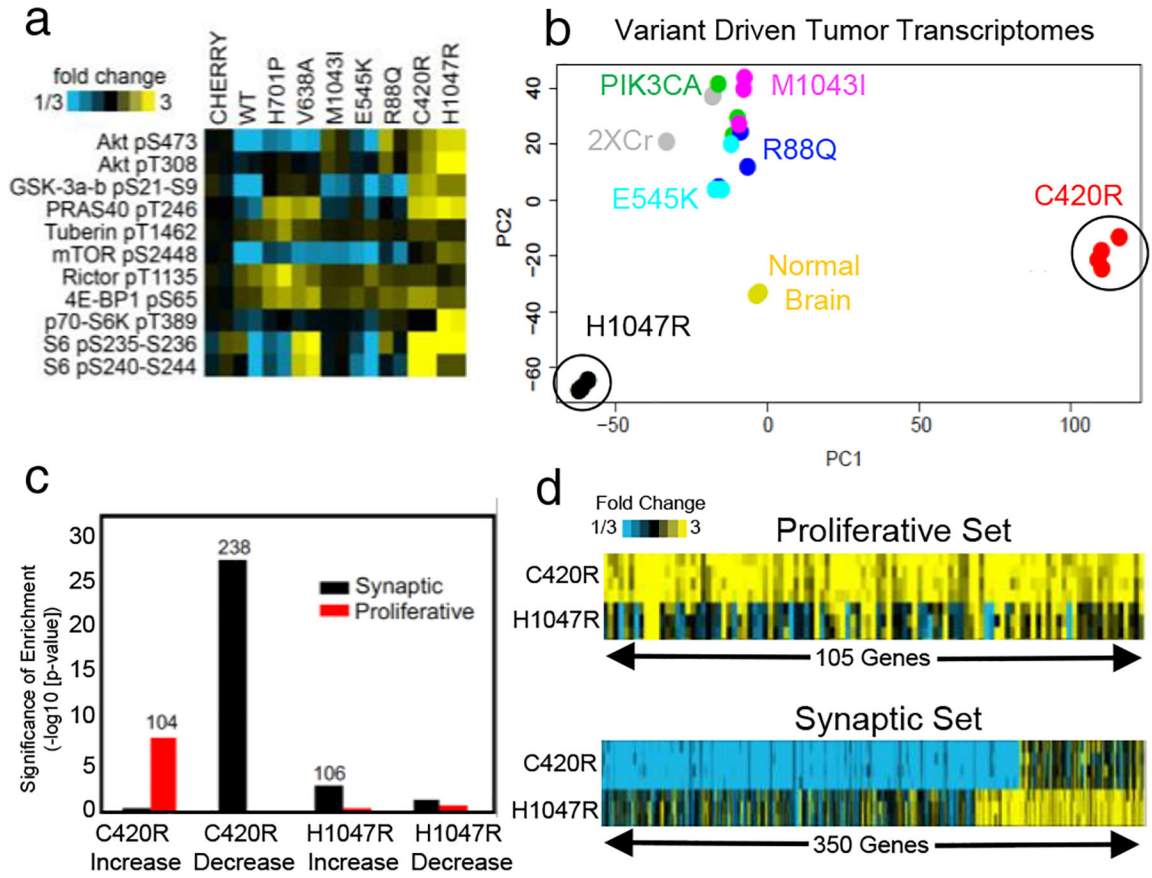 a
fold change
1/3 3
CHERRY
WT
H701P
V638A
M1043I
E545K
R88Q
C420R
H1047R
Akt pS473
Akt pT308
GSK-3a-b pS21-S9
PRAS40 pT246
Tuberin pT1462
mTOR pS2448
Rictor pT1135
4E-BP1 pS65
p70-S6K pT389
S6 pS235-S236
S6 pS240-S244
b
Variant Driven Tumor Transcriptomes
PIK3CA
M1043I
2XCr
R88Q
E545K
C420R
Normal
Brain
H1047R
PC2
40
20
0
−20
−40
−60
−50 0 50 100
PC1
c
Significance of Enrichment
(-log10 [p-value])
30
25
20
15
10
5
0
238
104
106
Synaptic
Proliferative
C420R C420R H1047R H1047R
Increase Decrease Increase Decrease
d
Fold Change
1/3 3
Proliferative Set
C420R
H1047R
105 Genes
Synaptic Set
C420R
H1047R
350 Genes